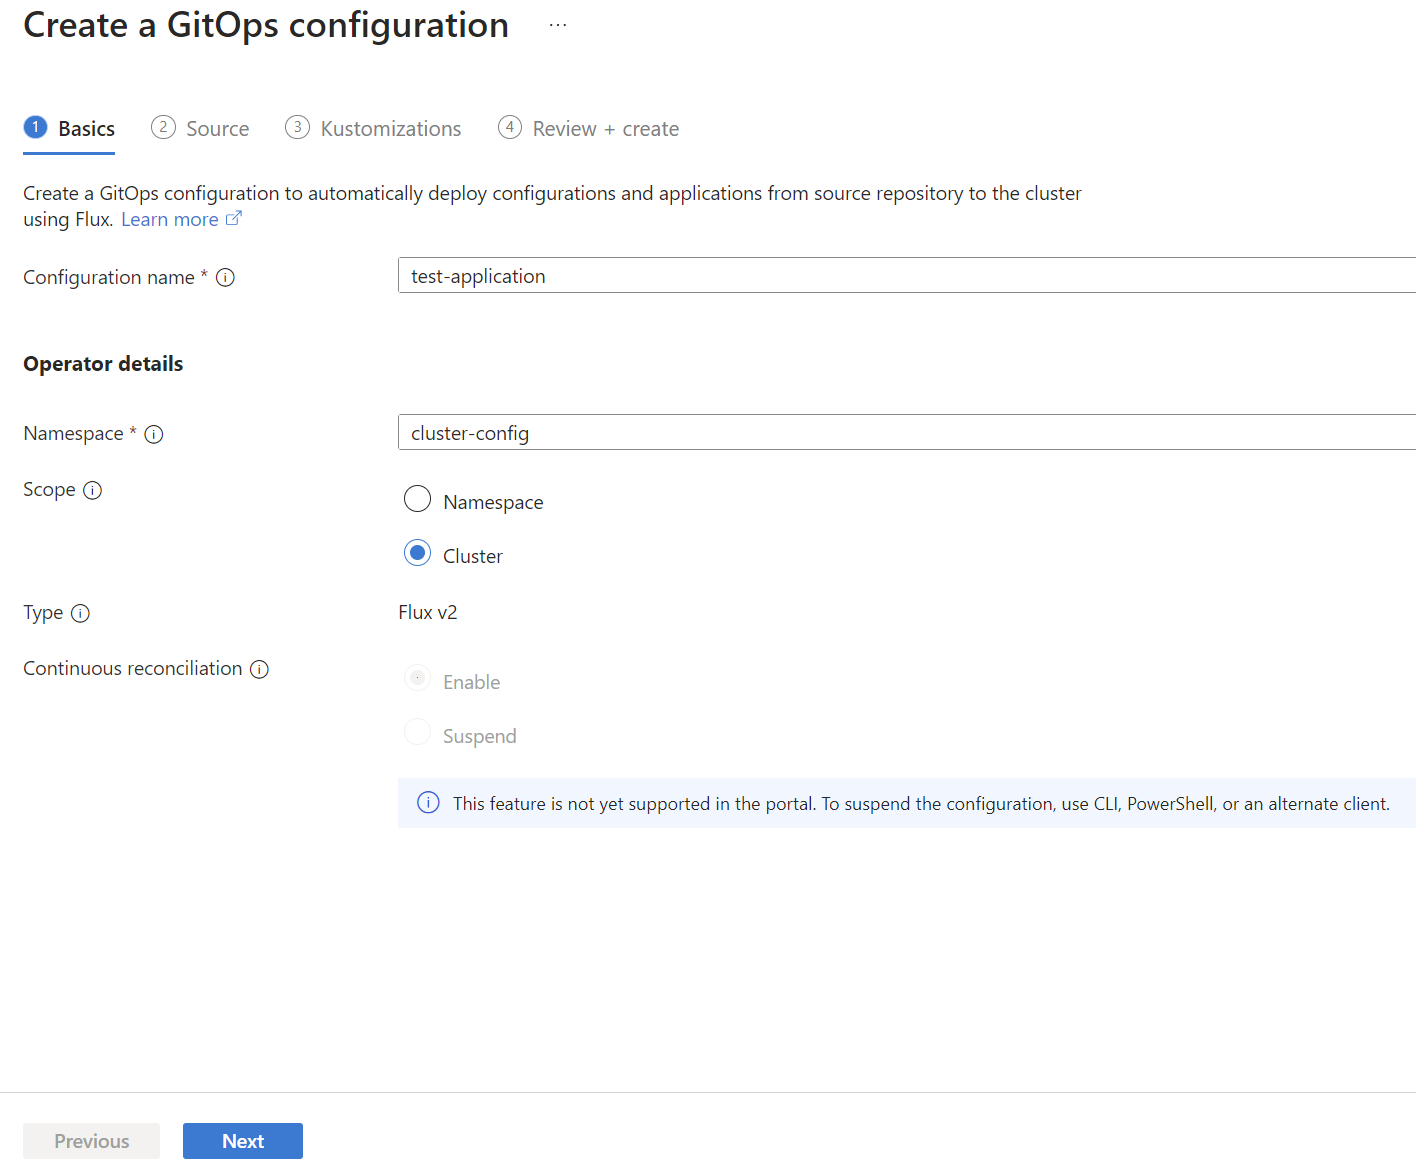 Create a GitOps configuration ...
1 Basics 2 Source 3 Kustomizations 4 Review + create
Create a GitOps configuration to automatically deploy configurations and applications from source repository to the cluster
using Flux. Learn more
Configuration name * test-application
Operator details
Namespace * cluster-config
Scope
Namespace
Cluster
Type Flux v2
Continuous reconciliation
Enable
Suspend
This feature is not yet supported in the portal. To suspend the configuration, use CLI, PowerShell, or an alternate client.
Previous Next